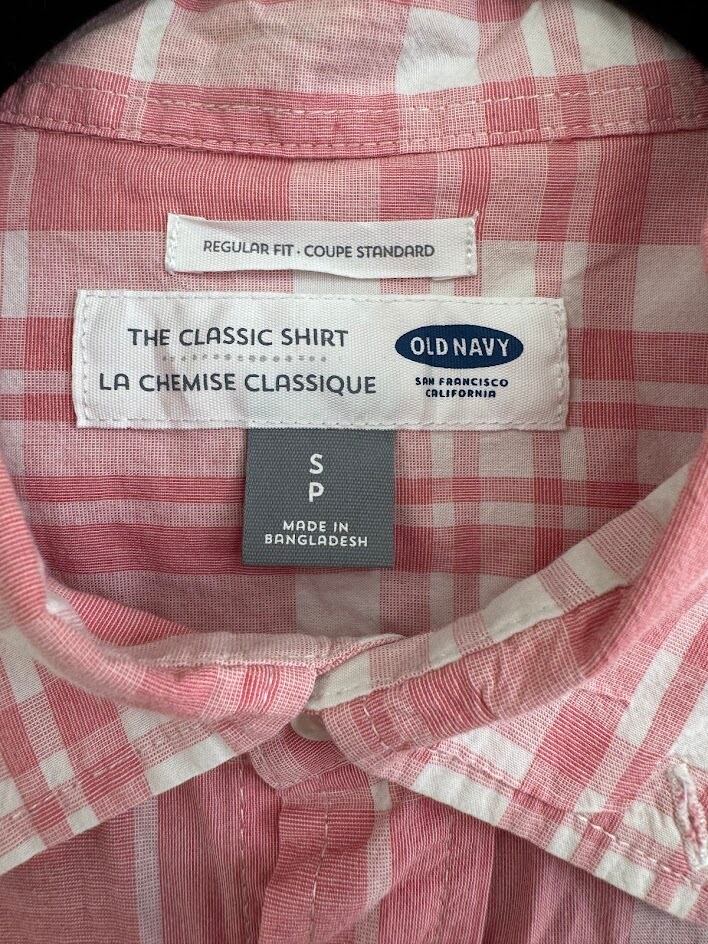 REGULAR FIT · COUPE STANDARD
THE CLASSIC SHIRT
LA CHEMISE CLASSIQUE
OLD NAVY
SAN FRANCISCO
CALIFORNIA
S
P
MADE IN
BANGLADESH